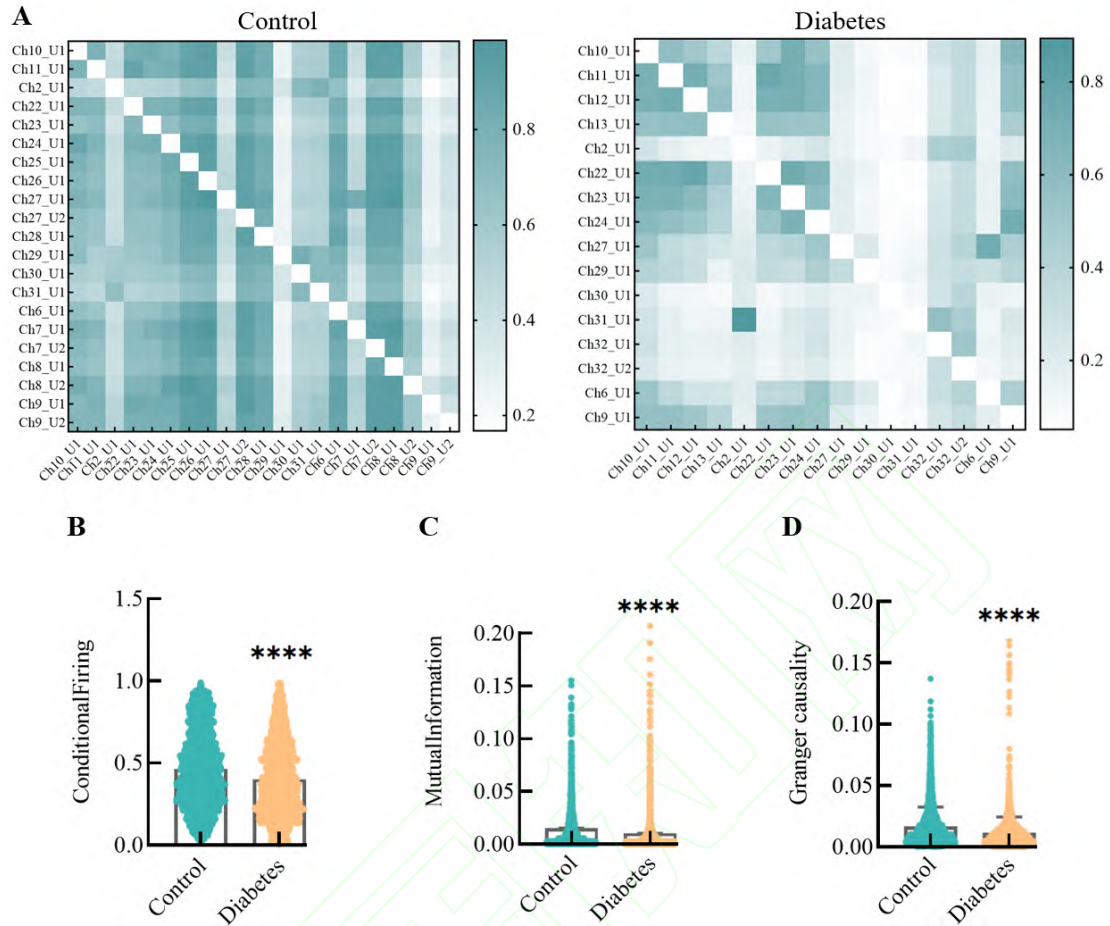 A
Control
Ch10_U1
Ch11_U1
Ch2_U1
Ch22_U1
Ch23_U1
Ch24_U1
Ch25_U1
Ch26_U1
Ch27_U1
Ch27_U2
Ch28_U1
Ch29_U1
Ch30_U1
Ch31_U1
Ch6_U1
Ch7_U1
Ch7_U2
Ch8_U1
Ch8_U2
Ch9_U1
Ch9_U2
Ch10_U1
Ch11_U1
Ch2_U1
Ch22_U1
Ch23_U1
Ch24_U1
Ch25_U1
Ch26_U1
Ch27_U1
Ch27_U2
Ch28_U1
Ch29_U1
Ch30_U1
Ch31_U1
Ch6_U1
Ch7_U1
Ch7_U2
Ch8_U1
Ch8_U2
Ch9_U1
Ch9_U2
0.8
0.6
0.4
0.2
Diabetes
Ch10_U1
Ch11_U1
Ch12_U1
Ch13_U1
Ch2_U1
Ch22_U1
Ch23_U1
Ch24_U1
Ch27_U1
Ch29_U1
Ch30_U1
Ch31_U1
Ch32_U1
Ch32_U2
Ch6_U1
Ch9_U1
Ch10_U1
Ch11_U1
Ch12_U1
Ch13_U1
Ch2_U1
Ch22_U1
Ch23_U1
Ch24_U1
Ch27_U1
Ch29_U1
Ch30_U1
Ch31_U1
Ch32_U1
Ch32_U2
Ch6_U1
Ch9_U1
0.8
0.6
0.4
0.2
B
ConditionalFiring
1.5
1.0
0.5
0.0
****
Control
Diabetes
C
MutualInformation
0.20
0.15
0.10
0.05
0.00
****
Control
Diabetes
D
Granger causality
0.20
0.15
0.10
0.05
0.00
****
Control
Diabetes